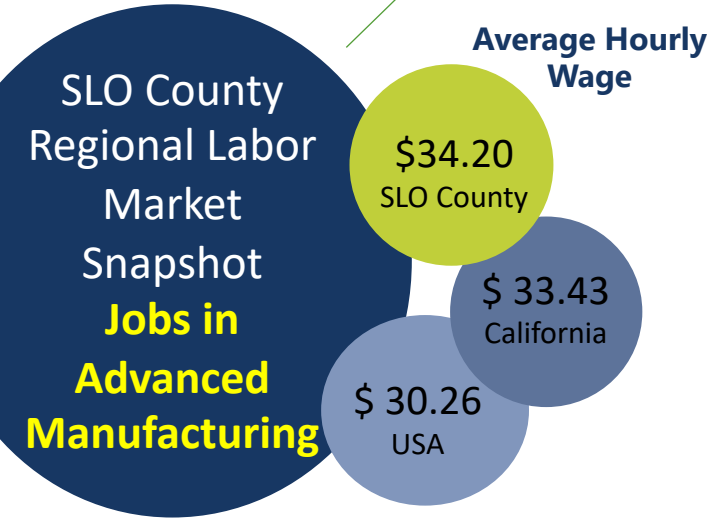 SLO County
Regional Labor
Market
Snapshot
Jobs in
Advanced
Manufacturing
Average Hourly
Wage
$34.20
SLO County
$ 33.43
California
$ 30.26
USA